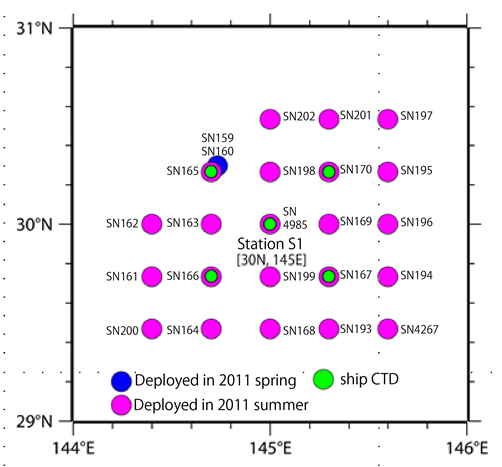 31°N
SN202 SN201 SN197
SN159
SN160
SN165 SN198 SN170 SN195
SN
4985
30°N SN162 SN163 SN169 SN196
Station S1
[30N, 145E]
SN161 SN166 SN199 SN167 SN194
SN200 SN164 SN168 SN193 SN4267
Deployed in 2011 spring ship CTD
Deployed in 2011 summer
29°N
144°E 145°E 146°E